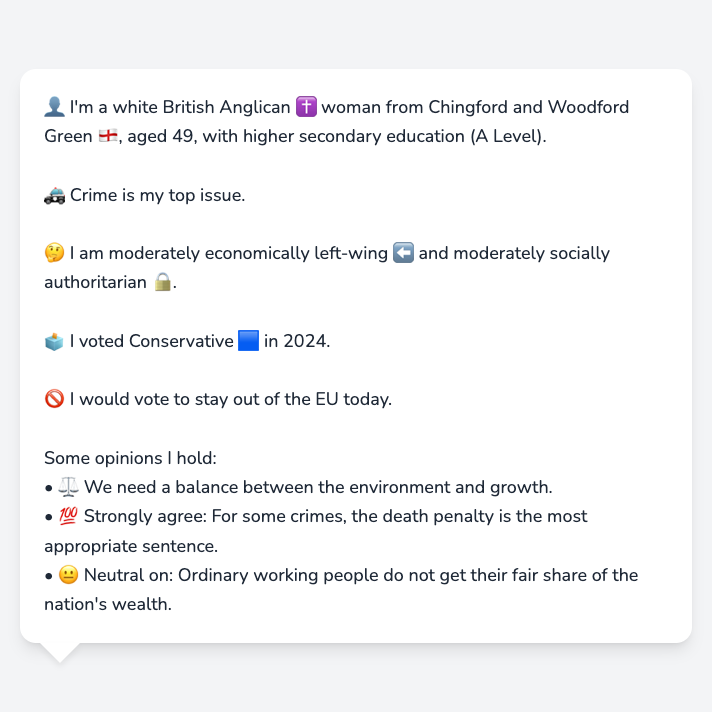 👤 I'm a white British Anglican ✝️ woman from Chingford and Woodford
Green 🏴󠁧󠁢󠁥󠁮󠁧󠁿, aged 49, with higher secondary education (A Level).
🚓 Crime is my top issue.
🤔 I am moderately economically left-wing ⬅️ and moderately socially
authoritarian 🔒.
🗳️ I voted Conservative 🟦 in 2024.
🚫 I would vote to stay out of the EU today.
Some opinions I hold:
• ⚖️ We need a balance between the environment and growth.
• 💯 Strongly agree: For some crimes, the death penalty is the most
appropriate sentence.
• 😐 Neutral on: Ordinary working people do not get their fair share of the
nation's wealth.